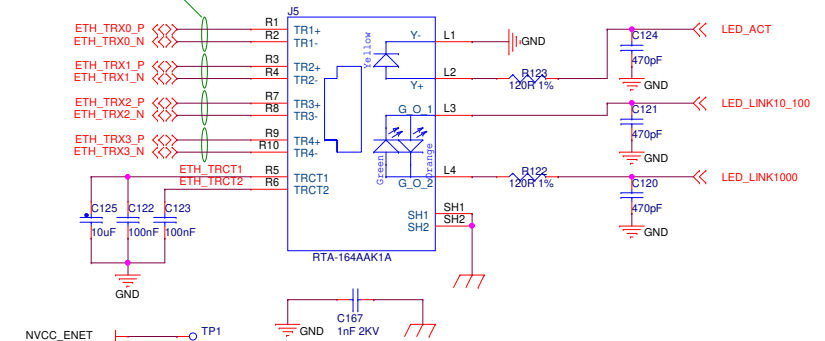 J5
ETH_TRX0_P R1 TR1+ Y- L1 GND C124 LED_ACT
ETH_TRX0_N R2 TR1- 470pF
Yellow
ETH_TRX1_P R3 TR2+
ETH_TRX1_N R4 TR2- Y+ L2 R123 120R 1% GND
ETH_TRX2_P R7 TR3+ G_O_1 L3 C121 LED_LINK10_100
ETH_TRX2_N R8 TR3- 470pF
ETH_TRX3_P R9 TR4+
ETH_TRX3_N R10 TR4- GND
Green Orange
ETH_TRCT1 R5 TRCT1 L4 R122 120R 1% LED_LINK1000
ETH_TRCT2 R6 TRCT2 G_O_2 C120
470pF
C125 C122 C123 SH1 SH1
10uF 100nF 100nF SH2 SH2 GND
RTA-164AAK1A
GND
C167
GND 1nF 2KV
NVCC_ENET TP1